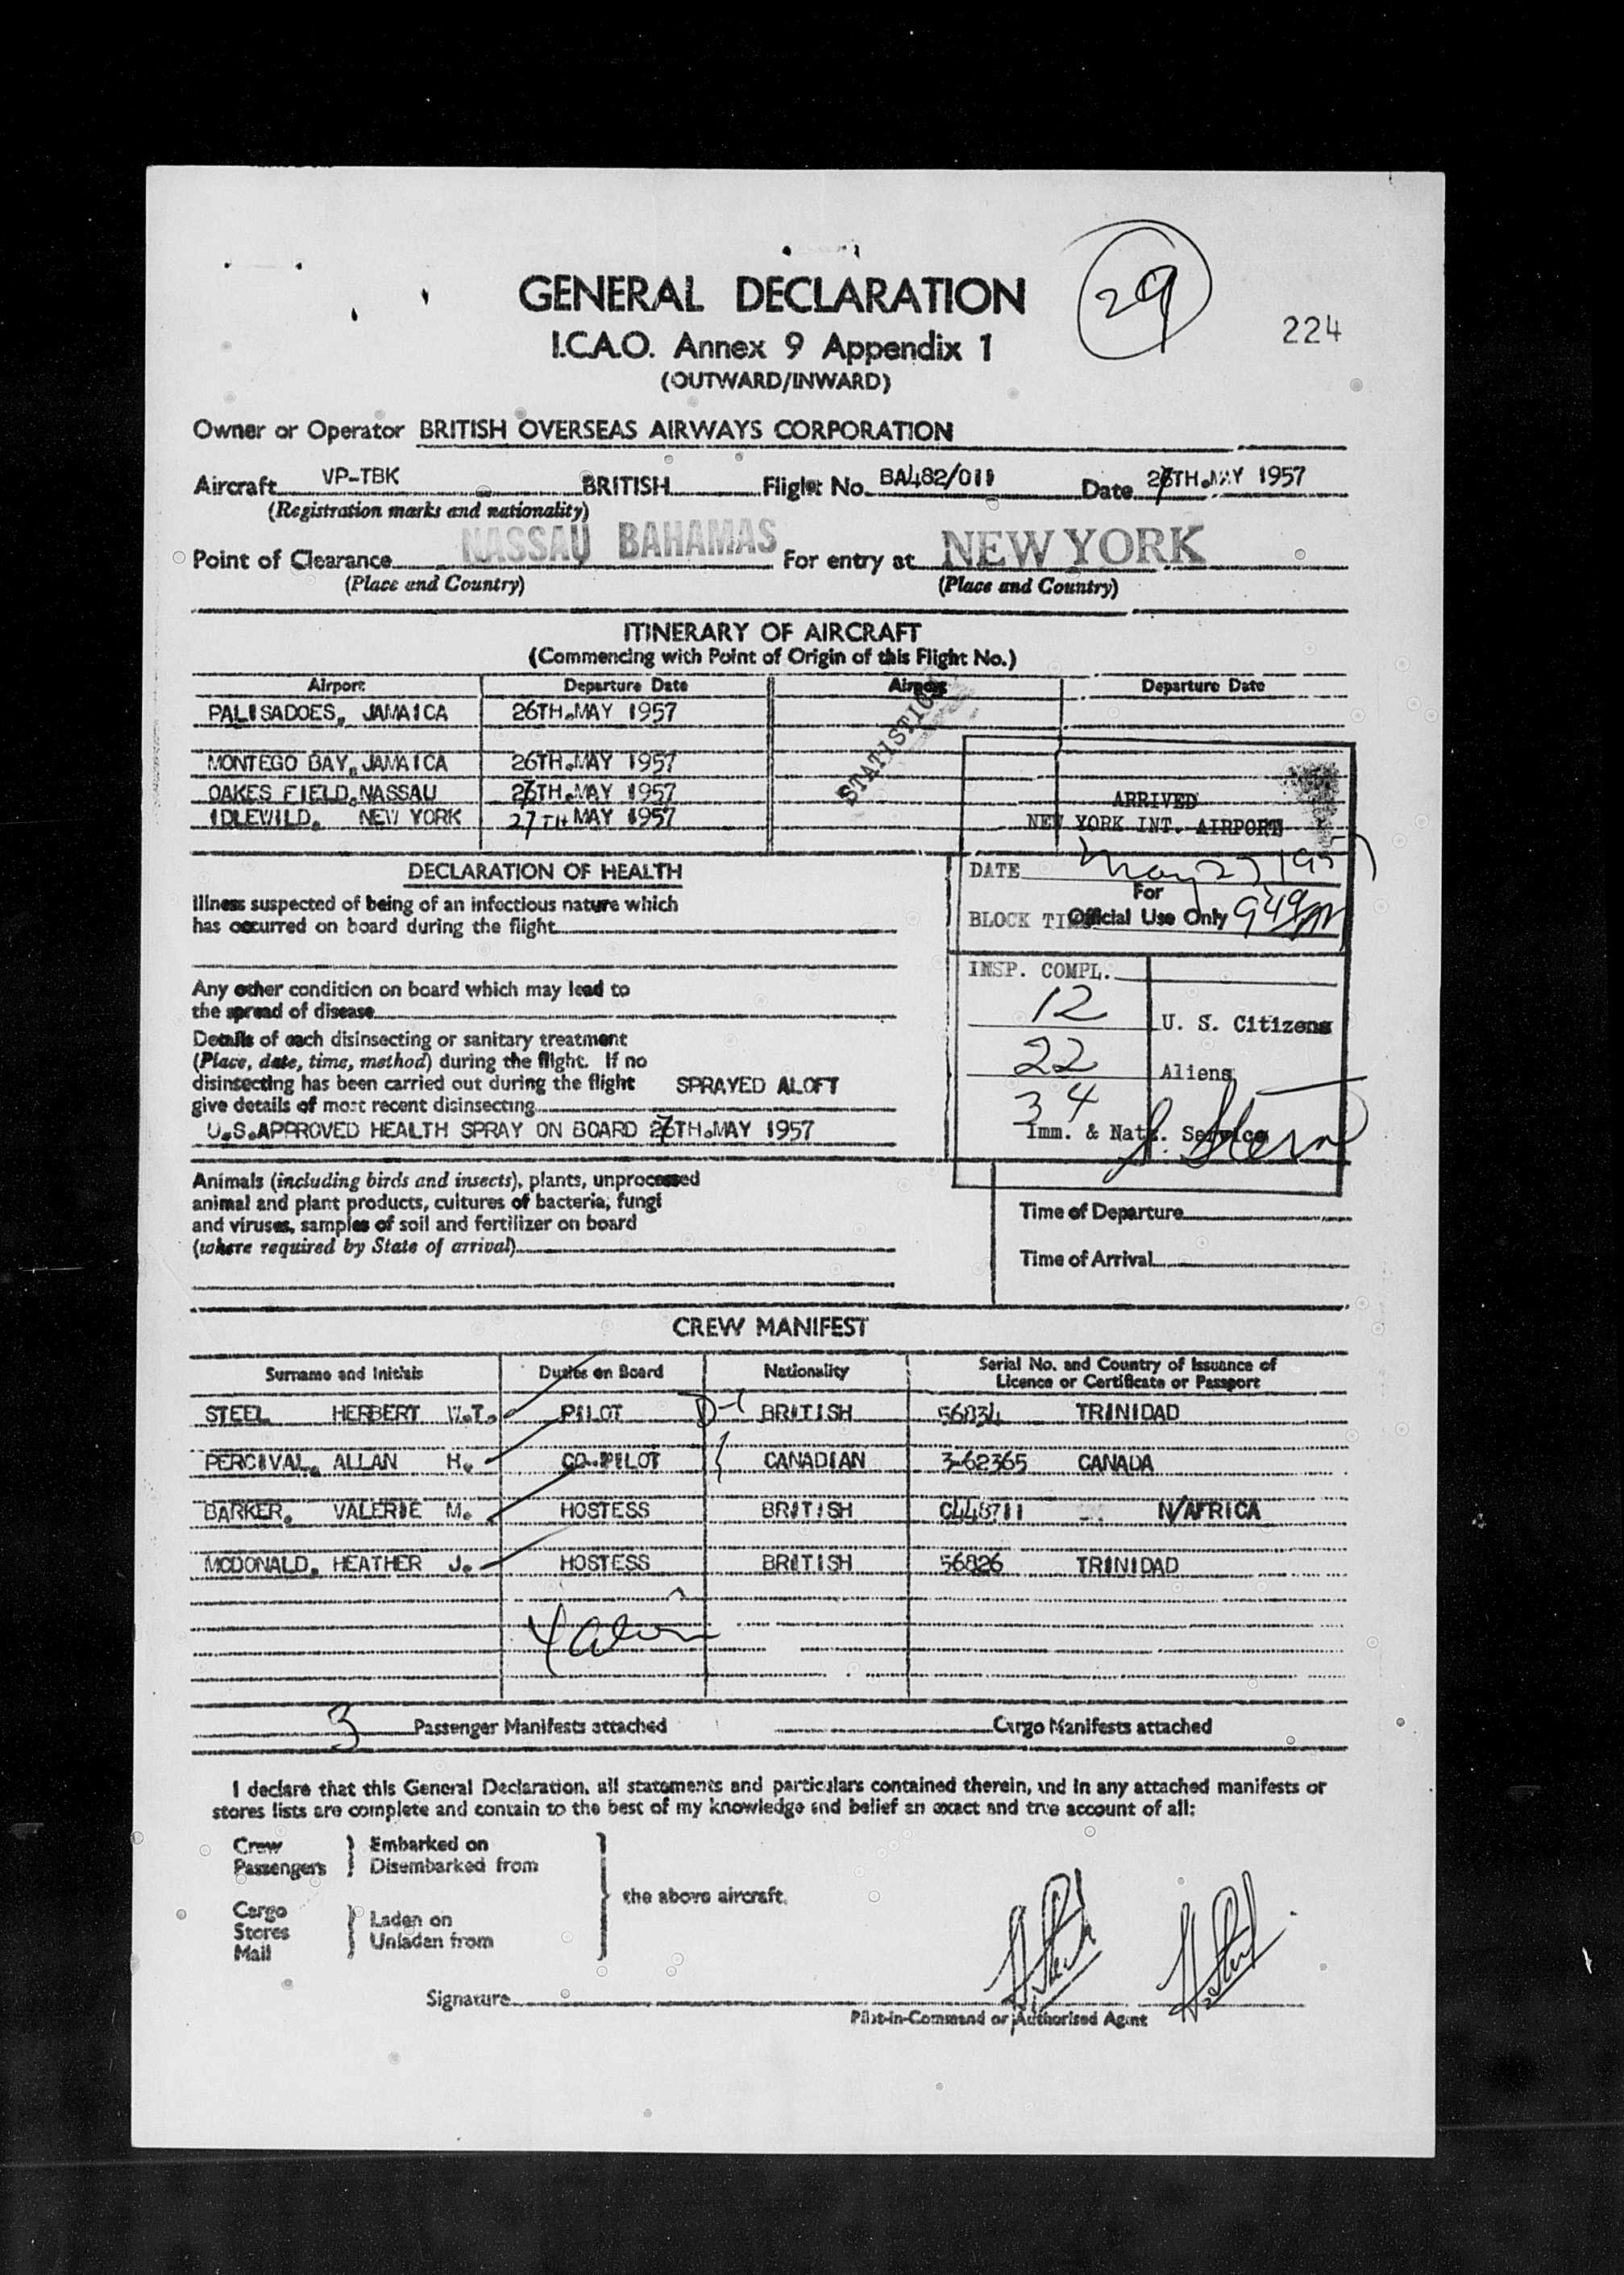 29
224
GENERAL DECLARATION
I.C.A.O. Annex 9 Appendix 1
(OUTWARD/INWARD)
Owner or Operator BRITISH OVERSEAS AIRWAYS CORPORATION
Aircraft VP-TBK BRITISH Flight No. BA482/011 Date 27TH.MAY 1957
(Registration marks and nationality)
Point of Clearance NASSAU BAHAMAS For entry at NEW YORK
(Place and Country) (Place and Country)
ITINERARY OF AIRCRAFT
(Commencing with Point of Origin of this Flight No.)
Airport Departure Date Airport Departure Date
PALISADOES, JAMAICA 26TH.MAY 1957
MONTEGO BAY, JAMAICA 26TH.MAY 1957
OAKES FIELD, NASSAU 27TH.MAY 1957
IDLEWILD, NEW YORK 27TH MAY 1957
ARRIVED
NEW YORK INT. AIRPORT
DATE May 27 1957
For
Official Use Only
BLOCK TI 949
INSP. COMPL.
12 U. S. Citizens
22 Aliens
34
Imm. & Natz. Service
DECLARATION OF HEALTH
Illness suspected of being of an infectious nature which
has occurred on board during the flight
Any other condition on board which may lead to
the spread of disease
Details of each disinsecting or sanitary treatment
(Place, date, time, method) during the flight. If no
disinsecting has been carried out during the flight SPRAYED ALOFT
give details of most recent disinsecting
U.S.APPROVED HEALTH SPRAY ON BOARD 27TH.MAY 1957
Animals (including birds and insects), plants, unprocessed
animal and plant products, cultures of bacteria, fungi
and viruses, samples of soil and fertilizer on board
(where required by State of arrival)
Time of Departure
Time of Arrival
CREW MANIFEST
Surname and Initials Duties on Board Nationality Serial No. and Country of Issuance of
Licence or Certificate or Passport
STEEL HERBERT W.T. PILOT D-1 BRITISH 56834 TRINIDAD
PERCIVAL, ALLAN H. CO-PILOT CANADIAN 3-62365 CANADA
BARKER, VALERIE M. HOSTESS BRITISH C448711 N/AFRICA
MCDONALD, HEATHER J. HOSTESS BRITISH 56826 TRINIDAD
3 Passenger Manifests attached Cargo Manifests attached
I declare that this General Declaration, all statements and particulars contained therein, and in any attached manifests or
stores lists are complete and contain to the best of my knowledge and belief an exact and true account of all:
Crew Embarked on
Passengers Disembarked from
the above aircraft.
Cargo Laden on
Stores Unladen from
Mail
Signature
Pilot-in-Command or Authorised Agent